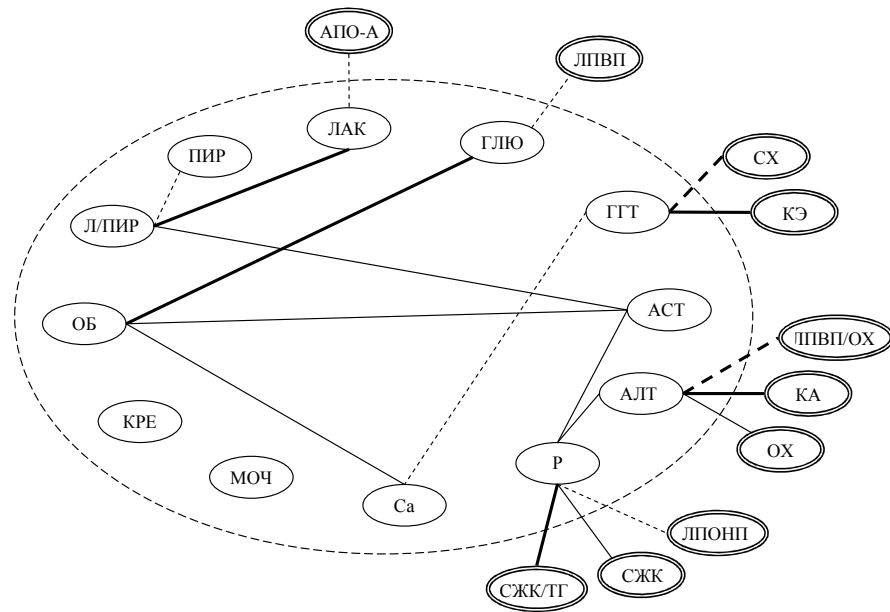 АПО-А
ЛПВП
ЛАК
ГЛЮ
ПИР
СХ
Л/ПИР
ГГТ
КЭ
ОБ
АСТ
ЛПВП/ОХ
АЛТ
КА
КРЕ
ОХ
Р
МОЧ
Са
ЛПОНП
СЖК
СЖК/ТГ